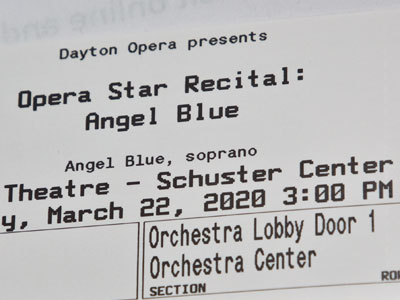 Dayton Opera presents
Opera Star Recital:
Angel Blue
Angel Blue, soprano
Theatre - Schuster Center
y, March 22, 2020 3:00 PM
Orchestra Lobby Door 1
Orchestra Center
SECTION
RO